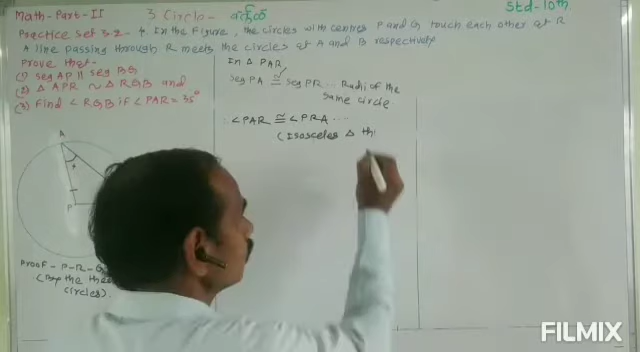 Math-Part-II
3 Circle-
Std-10th.
Practice set 3.2- 4 In the Figure, the circles with centres P and Q touch each other at R
A line passing through R meets the circles at A and B respectively
Prove that-
(1) seg AP || seg BQ
(2) △ APR ~ △ RQB and
(3) Find ∠ RQB if ∠ PAR = 35°
In △ PAR,
seg PA ≅ seg PR ... Radii of the
same circle.
∴ ∠ PAR ≅ ∠ PRA ...
(Isosceles △ th
A
P
Proof - P-R-Q
the
circles).
FILMIX